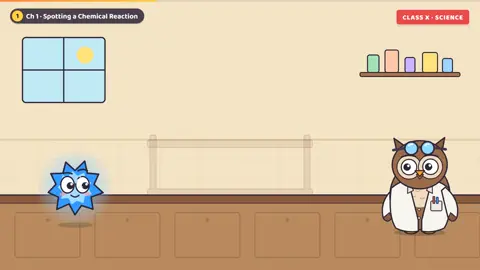 1 Ch 1 · Spotting a Chemical Reaction
CLASS X · SCIENCE